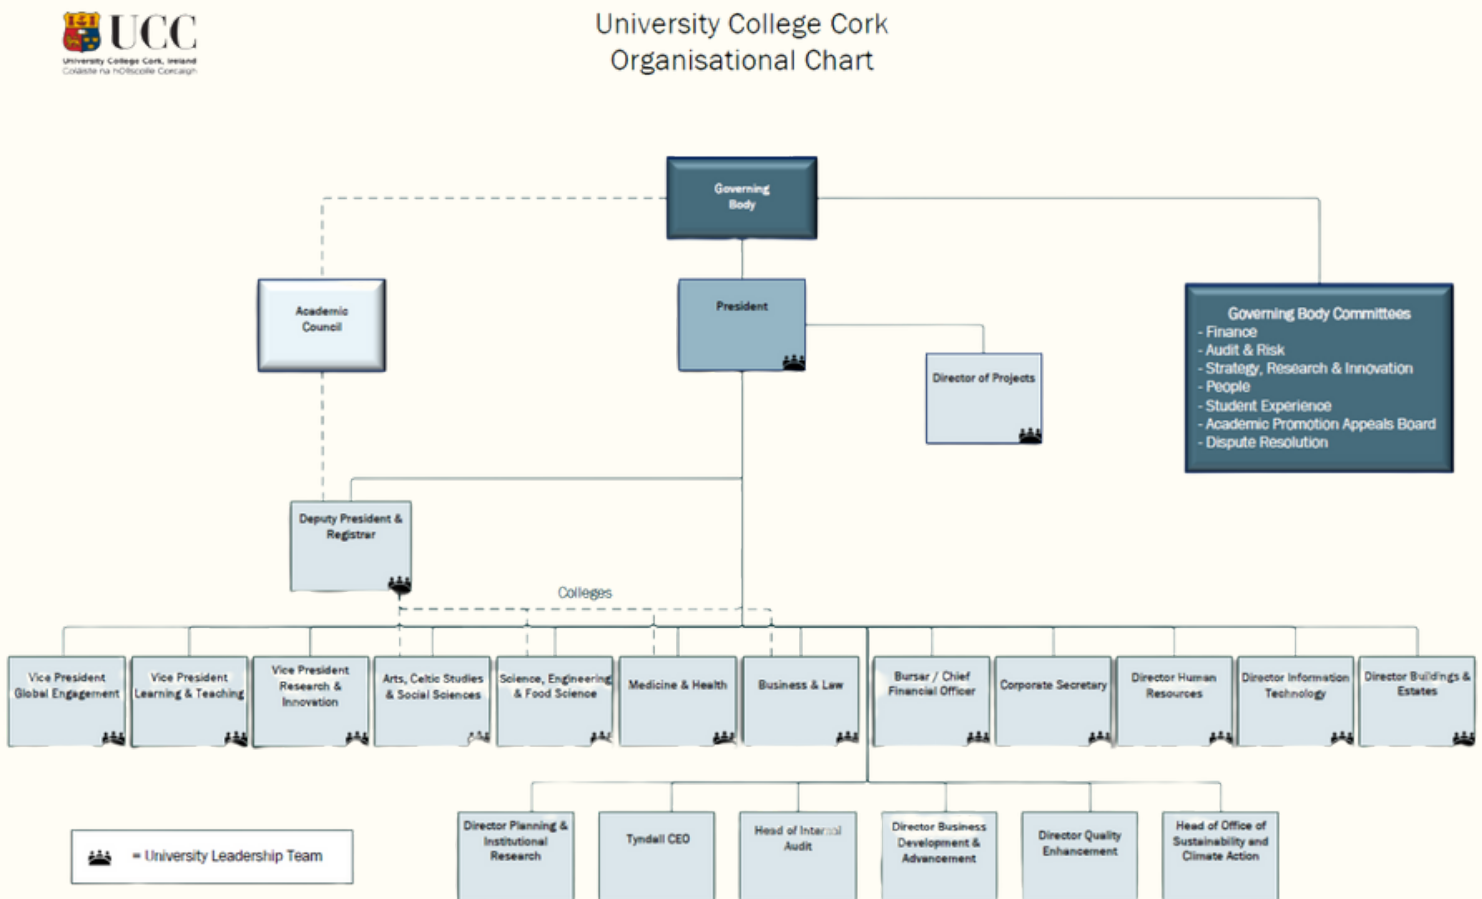 UCC
University College Cork, Ireland
Coláiste na hOllscoile Corcaigh
University College Cork
Organisational Chart
Governing
Body
Academic
Council
President
Director of Projects
Governing Body Committees
- Finance
- Audit & Risk
- Strategy, Research & Innovation
- People
- Student Experience
- Academic Promotion Appeals Board
- Dispute Resolution
Deputy President &
Registrar
Colleges
Vice President
Global Engagement
Vice President
Learning & Teaching
Vice President
Research &
Innovation
Arts, Celtic Studies
& Social Sciences
Science, Engineering
& Food Science
Medicine & Health
Business & Law
Bursar / Chief
Financial Officer
Corporate Secretary
Director Human
Resources
Director Information
Technology
Director Buildings &
Estates
Director Planning &
Institutional
Research
Tyndall CEO
Head of Internal
Audit
Director Business
Development &
Advancement
Director Quality
Enhancement
Head of Office of
Sustainability and
Climate Action
= University Leadership Team